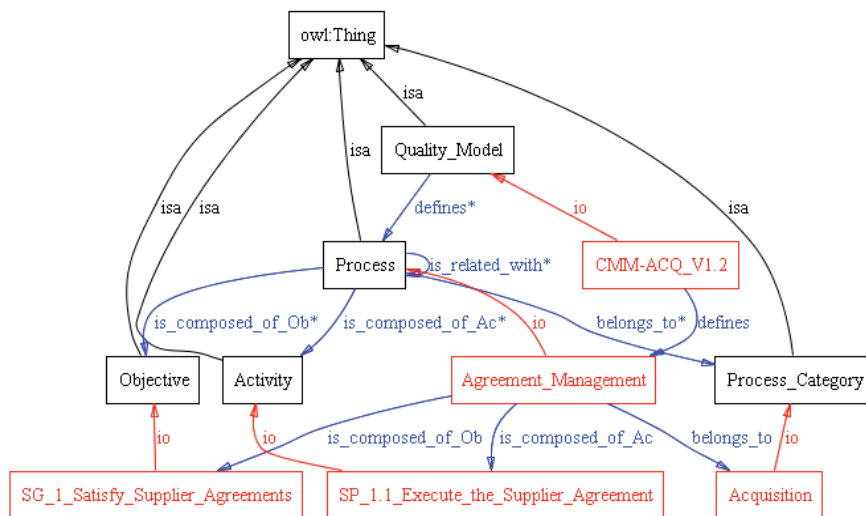 owl:Thing
isa
Quality_Model
isa
io
defines*
isa
isa
isa
Process
is_related_with*
CMM-ACQ_V1.2
is_composed_of_Ob*
is_composed_of_Ac*
io
belongs_to*
defines
Objective
Activity
Agreement_Management
Process_Category
io
io
is_composed_of_Ob
is_composed_of_Ac
belongs_to
io
SG_1_Satisfy_Supplier_Agreements
SP_1.1_Execute_the_Supplier_Agreement
Acquisition